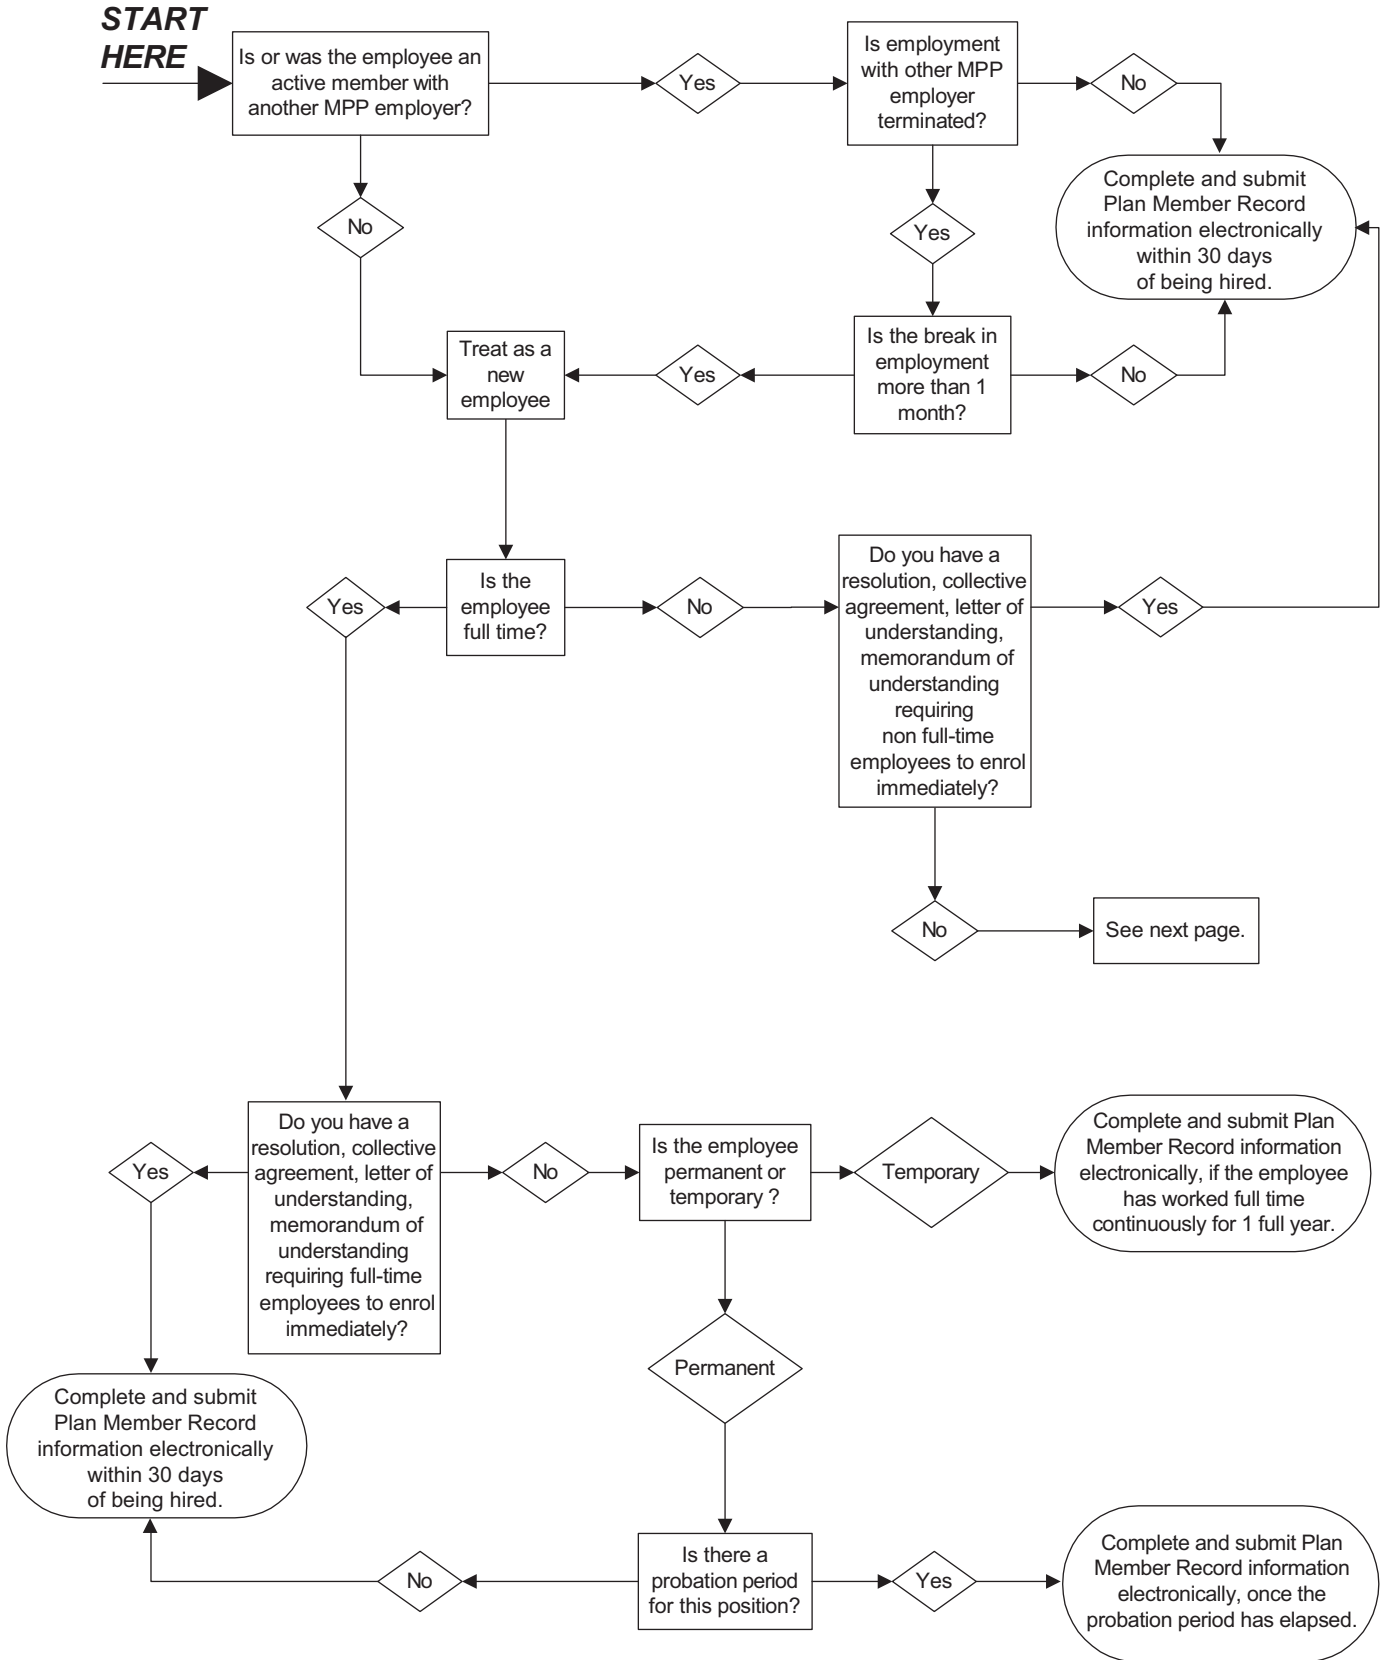 START
HERE
Is or was the employee an
active member with
another MPP employer?
Yes
Is employment
with other MPP
employer
terminated?
No
Complete and submit
Plan Member Record
information electronically
within 30 days
of being hired.
No
Yes
Treat as a
new
employee
Yes
Is the break in
employment
more than 1
month?
No
Yes
Is the
employee
full time?
No
Do you have a
resolution, collective
agreement, letter of
understanding,
memorandum of
understanding
requiring
non full-time
employees to enrol
immediately?
Yes
No
See next page.
Yes
Do you have a
resolution, collective
agreement, letter of
understanding,
memorandum of
understanding
requiring full-time
employees to enrol
immediately?
No
Is the employee
permanent or
temporary ?
Temporary
Complete and submit Plan
Member Record information
electronically, if the employee
has worked full time
continuously for 1 full year.
Permanent
Complete and submit
Plan Member Record
information electronically
within 30 days
of being hired.
No
Is there a
probation period
for this position?
Yes
Complete and submit Plan
Member Record information
electronically, once the
probation period has elapsed.